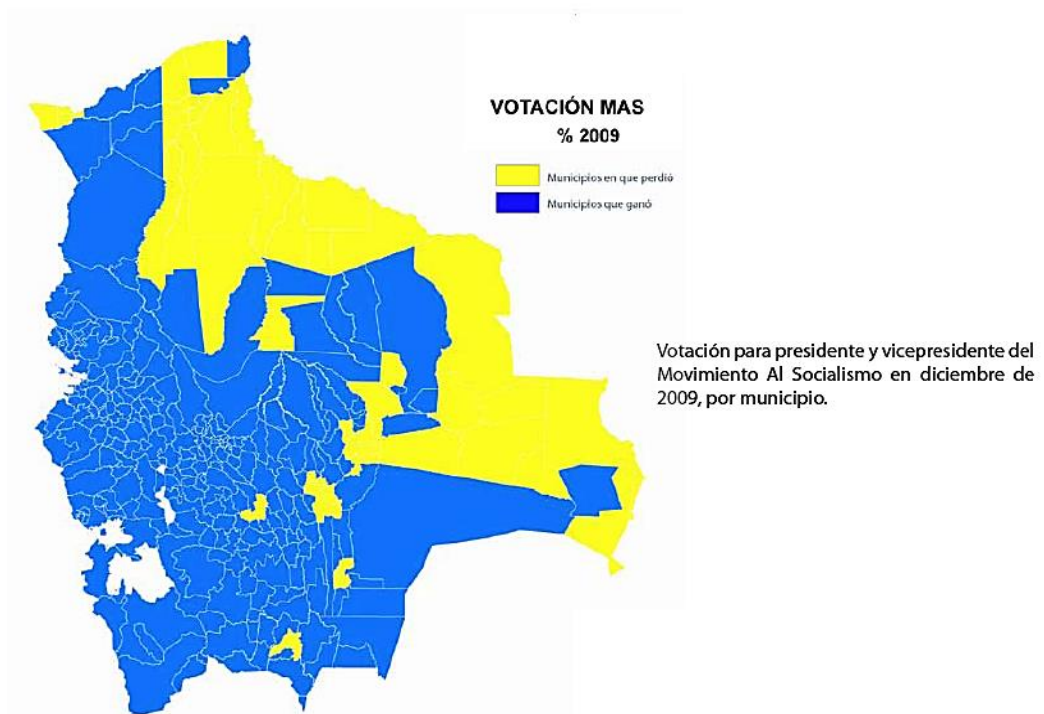 VOTACIÓN MAS
% 2009
Municipios en que perdió
Municipios que ganó
Votación para presidente y vicepresidente del
Movimiento Al Socialismo en diciembre de
2009, por municipio.